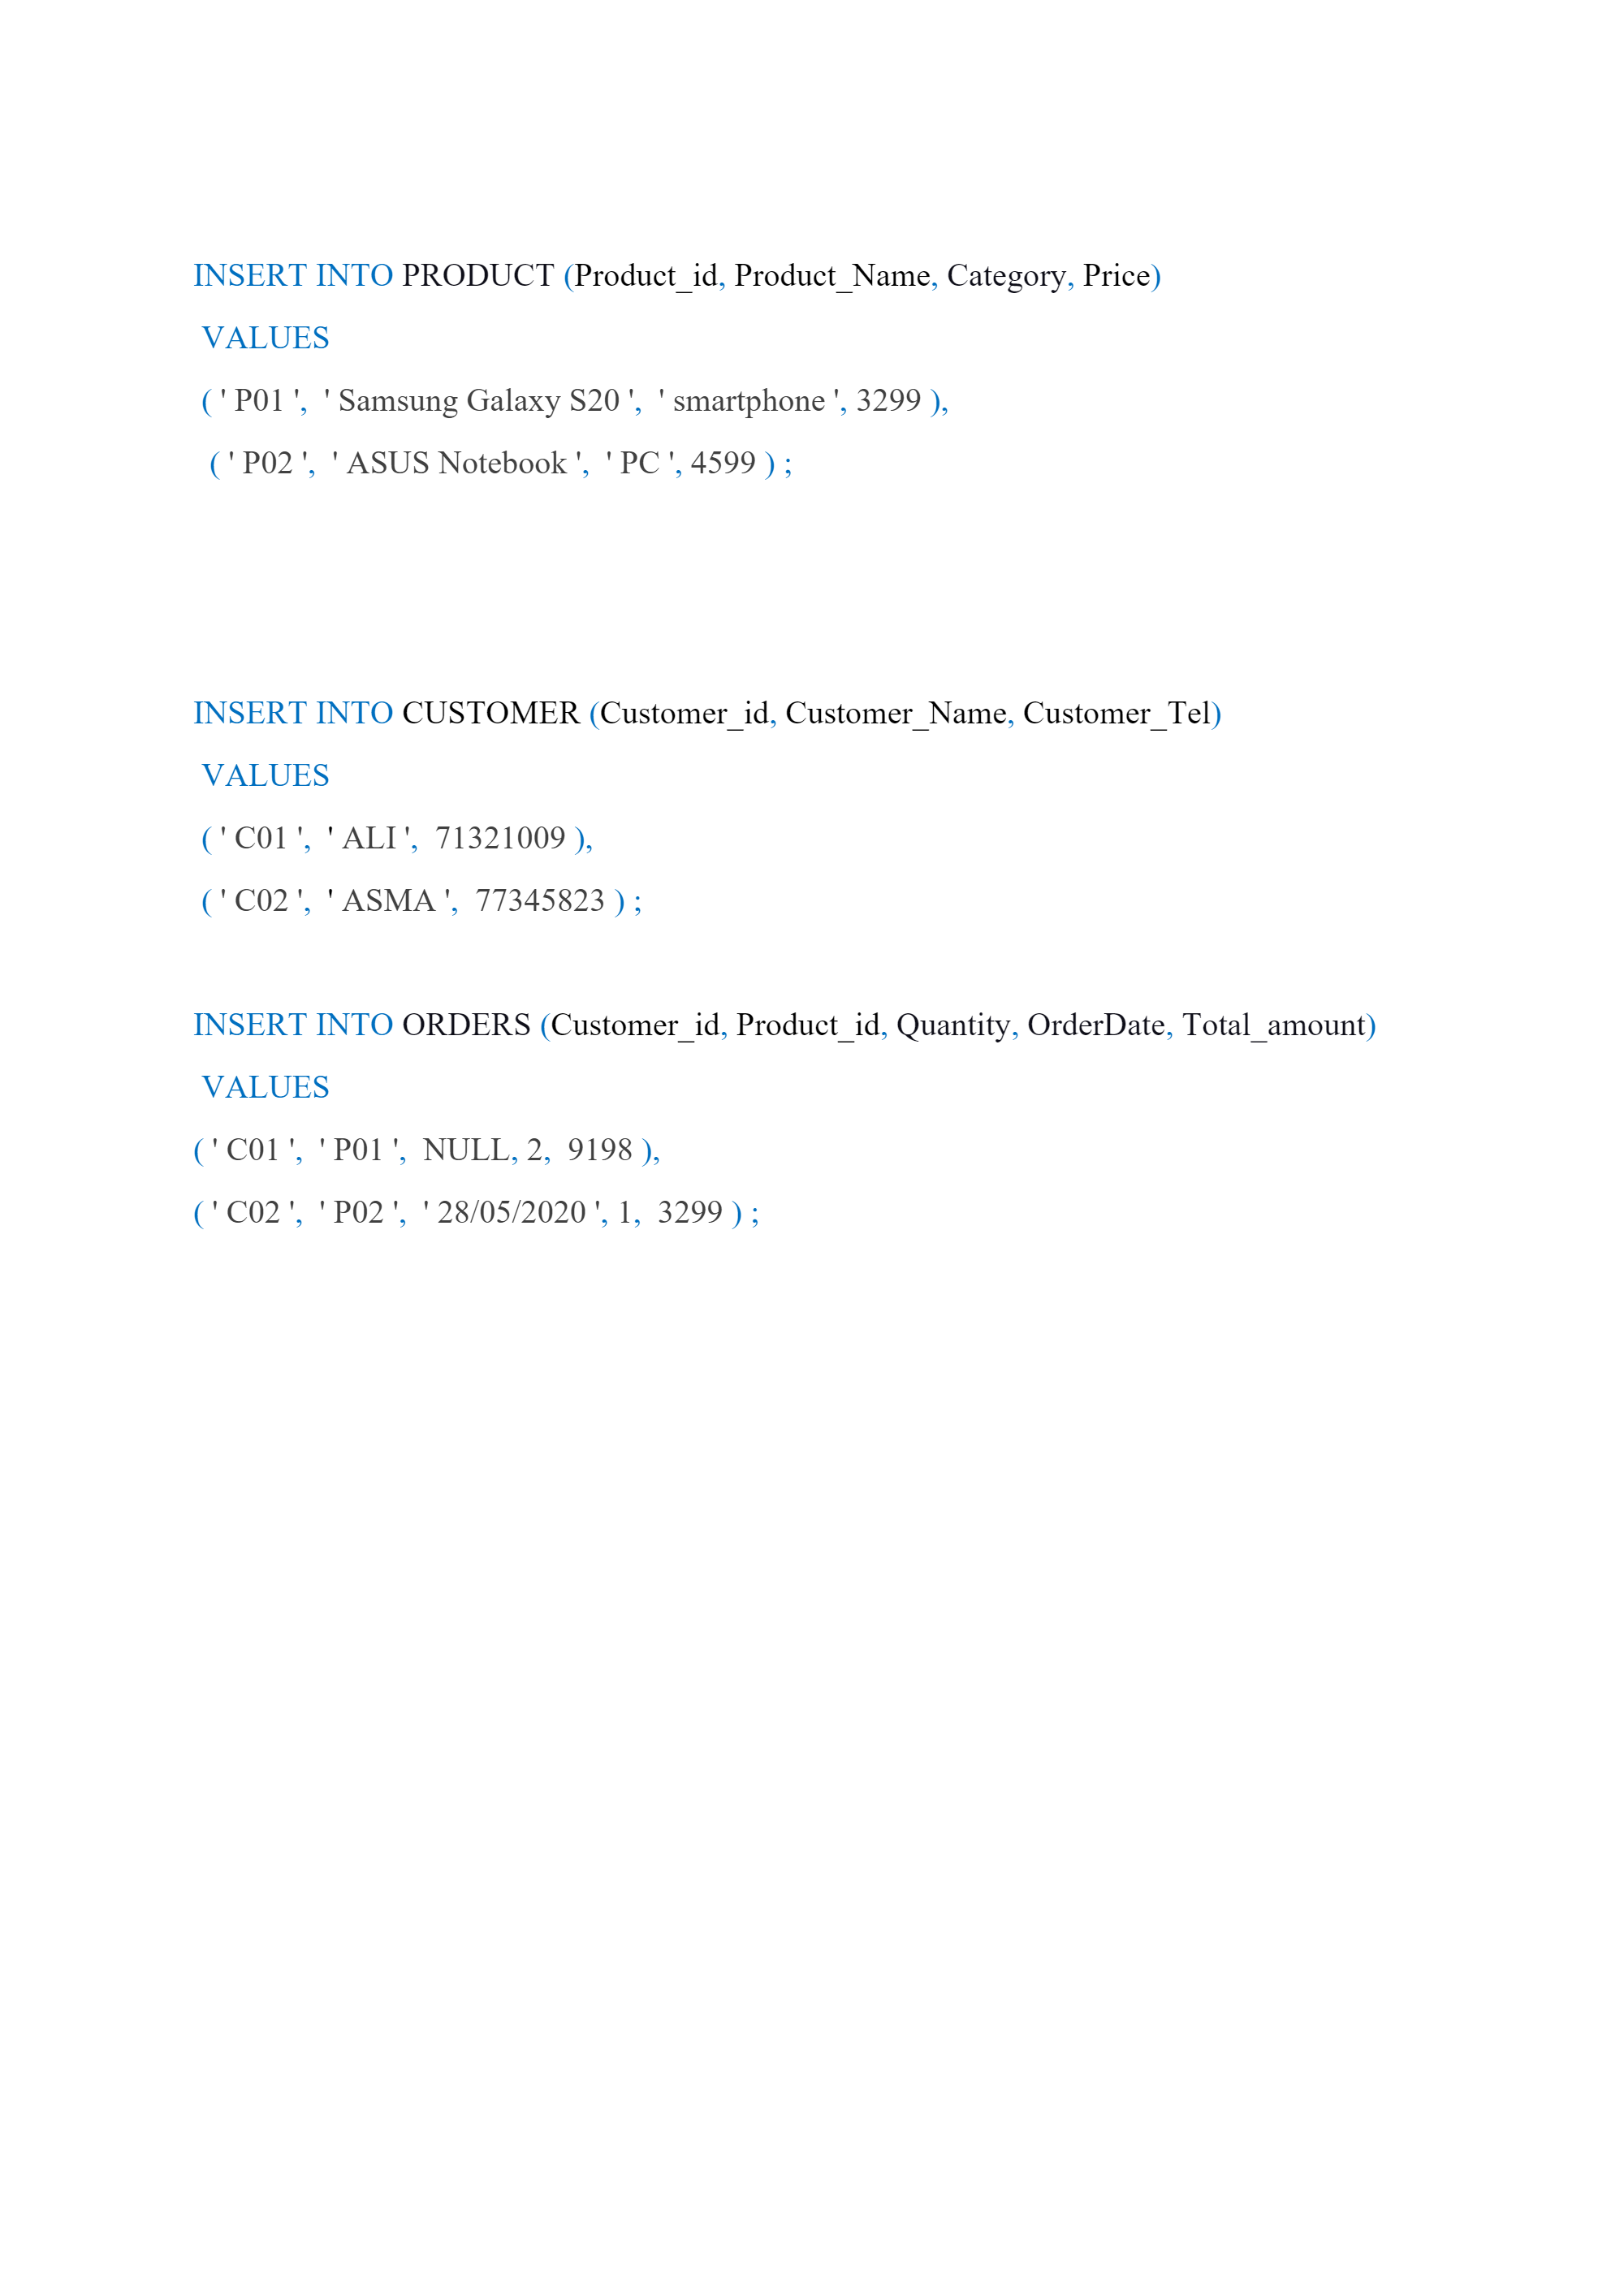 INSERT INTO PRODUCT (Product_id, Product_Name, Category, Price)
VALUES
( ' P01 ', ' Samsung Galaxy S20 ', ' smartphone ', 3299 ),
( ' P02 ', ' ASUS Notebook ', ' PC ', 4599 ) ;
INSERT INTO CUSTOMER (Customer_id, Customer_Name, Customer_Tel)
VALUES
( ' C01 ', ' ALI ', 71321009 ),
( ' C02 ', ' ASMA ', 77345823 ) ;
INSERT INTO ORDERS (Customer_id, Product_id, Quantity, OrderDate, Total_amount)
VALUES
( ' C01 ', ' P01 ', NULL, 2, 9198 ),
( ' C02 ', ' P02 ', ' 28/05/2020 ', 1, 3299 ) ;